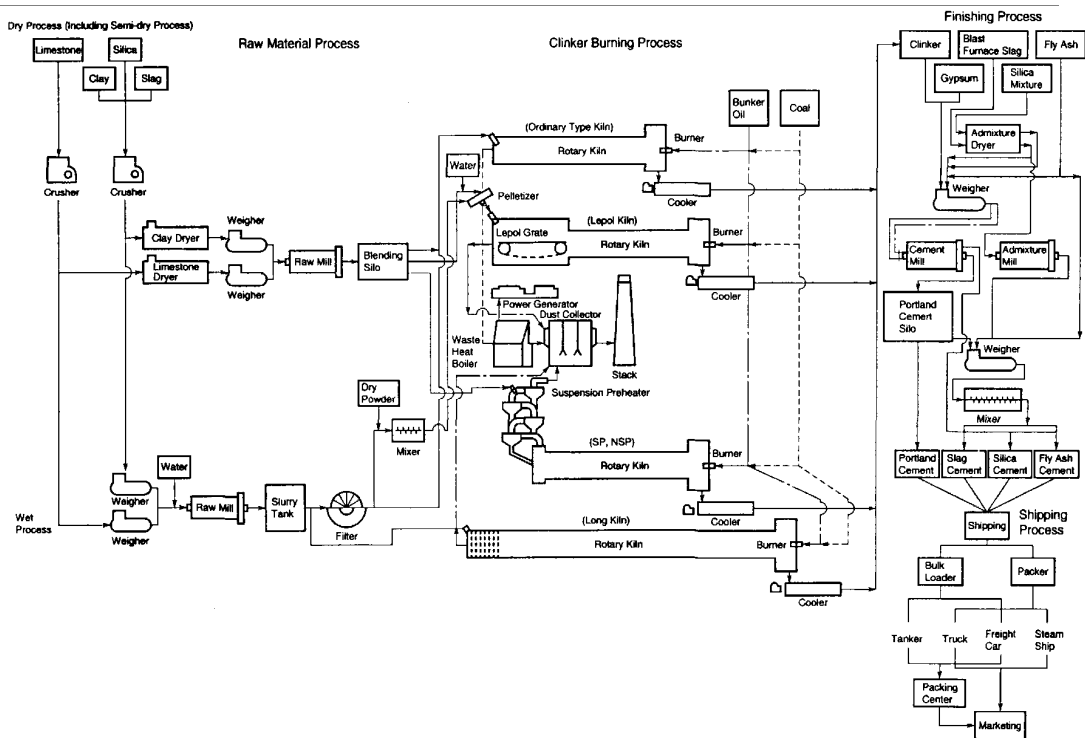 Dry Process (Including Semi-dry Process)
Limestone
Silica
Clay
Slag
Crusher
Crusher
Raw Material Process
Clay Dryer
Limestone
Dryer
Weigher
Weigher
Raw Mill
Blending
Silo
Wet
Process
Weigher
Weigher
Water
Raw Mill
Slurry
Tank
Filter
Dry
Powder
Mixer
Clinker Burning Process
(Ordinary Type Kiln)
Rotary Kiln
Burner
Cooler
Bunker
Oil
Coal
Water
Pelletizer
(Lepol Kiln)
Lepol Grate
Rotary Kiln
Burner
Cooler
Power Generator
Dust Collector
Waste
Heat
Boiler
Stack
Suspension Preheater
(SP, NSP)
Rotary Kiln
Burner
Cooler
(Long Kiln)
Rotary Kiln
Burner
Cooler
Finishing Process
Clinker
Blast
Furnace Slag
Fly Ash
Gypsum
Silica
Mixture
Admixture
Dryer
Weigher
Cement
Mill
Admixture
Mill
Portland
Cemert
Silo
Weigher
Mixer
Portland
Cement
Slag
Cement
Silica
Cement
Fly Ash
Cement
Shipping
Shipping
Process
Bulk
Loader
Packer
Tanker
Truck
Freight
Car
Steam
Ship
Packing
Center
Marketing